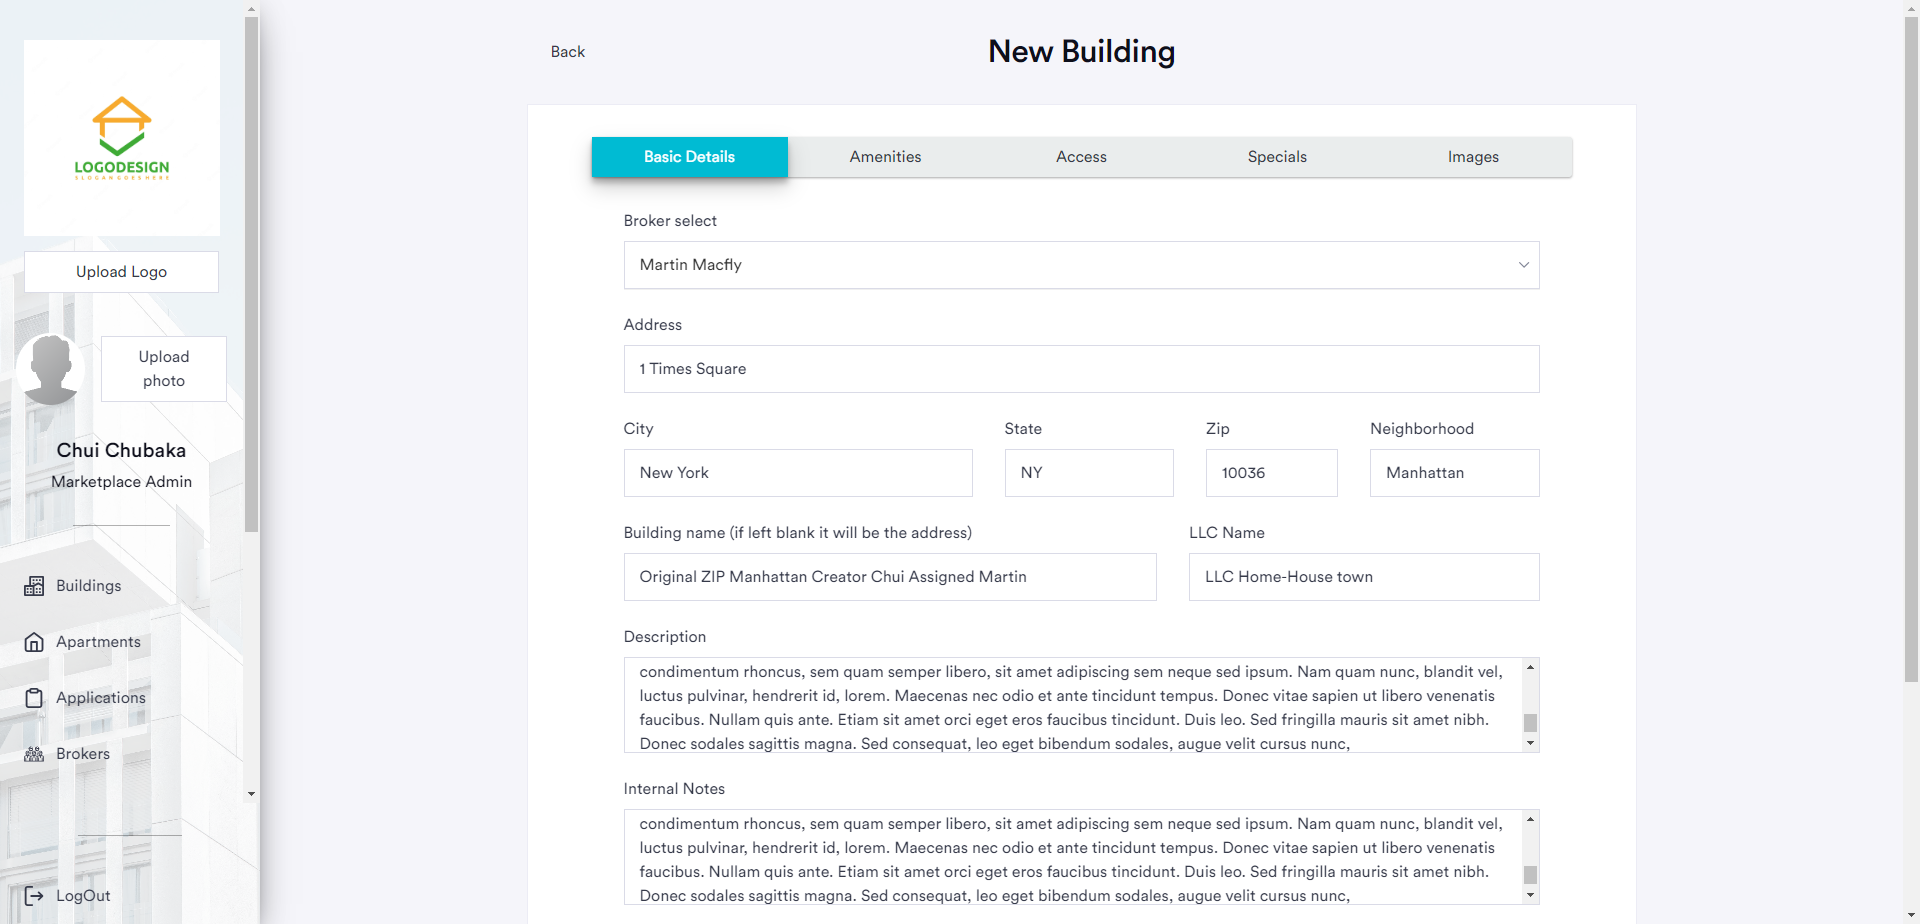 LOGODESIGN
SLOGANGOESHERE
Upload Logo
Upload
photo
Chui Chubaka
Marketplace Admin
Buildings
Apartments
Applications
Brokers
LogOut
Back
New Building
Basic Details
Amenities
Access
Specials
Images
Broker select
Martin Macfly
Address
1 Times Square
City
State
Zip
Neighborhood
New York
NY
10036
Manhattan
Building name (if left blank it will be the address)
LLC Name
Original ZIP Manhattan Creator Chui Assigned Martin
LLC Home-House town
Description
condimentum rhoncus, sem quam semper libero, sit amet adipiscing sem neque sed ipsum. Nam quam nunc, blandit vel,
luctus pulvinar, hendrerit id, lorem. Maecenas nec odio et ante tincidunt tempus. Donec vitae sapien ut libero venenatis
faucibus. Nullam quis ante. Etiam sit amet orci eget eros faucibus tincidunt. Duis leo. Sed fringilla mauris sit amet nibh.
Donec sodales sagittis magna. Sed consequat, leo eget bibendum sodales, augue velit cursus nunc,
Internal Notes
condimentum rhoncus, sem quam semper libero, sit amet adipiscing sem neque sed ipsum. Nam quam nunc, blandit vel,
luctus pulvinar, hendrerit id, lorem. Maecenas nec odio et ante tincidunt tempus. Donec vitae sapien ut libero venenatis
faucibus. Nullam quis ante. Etiam sit amet orci eget eros faucibus tincidunt. Duis leo. Sed fringilla mauris sit amet nibh.
Donec sodales sagittis magna. Sed consequat, leo eget bibendum sodales, augue velit cursus nunc,